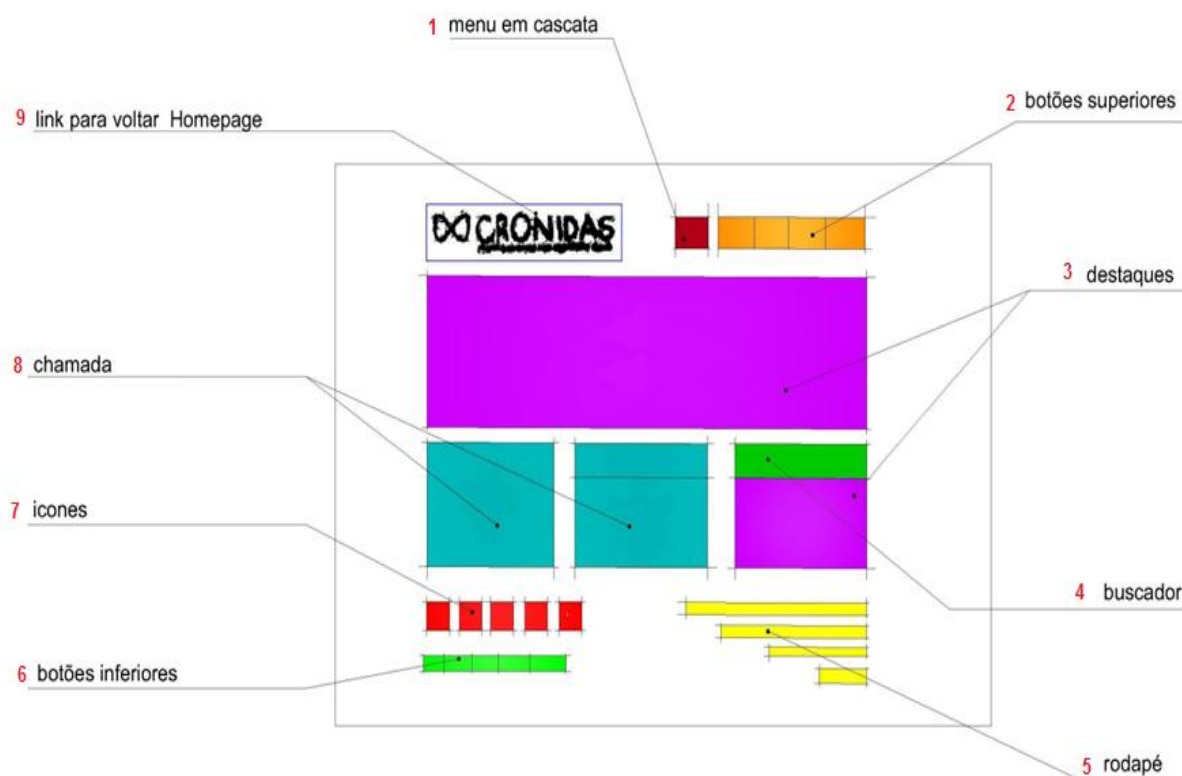 1 menu em cascata
2 botões superiores
9 link para voltar Homepage
CRONIDAS
3 destaques
8 chamada
7 icones
4 buscador
6 botões inferiores
5 rodapé